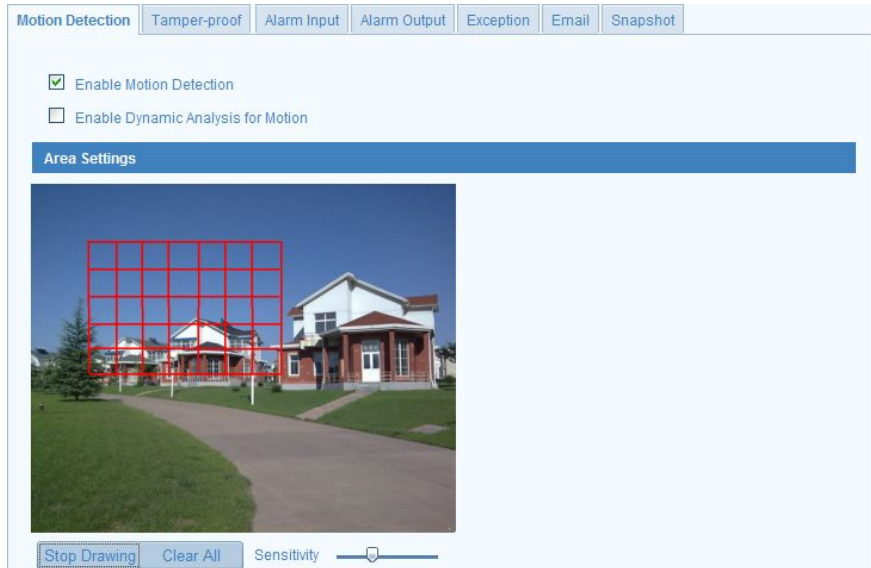 Motion Detection Tamper-proof Alarm Input Alarm Output Exception Email Snapshot
Enable Motion Detection
Enable Dynamic Analysis for Motion
Area Settings
Stop Drawing Clear All Sensitivity